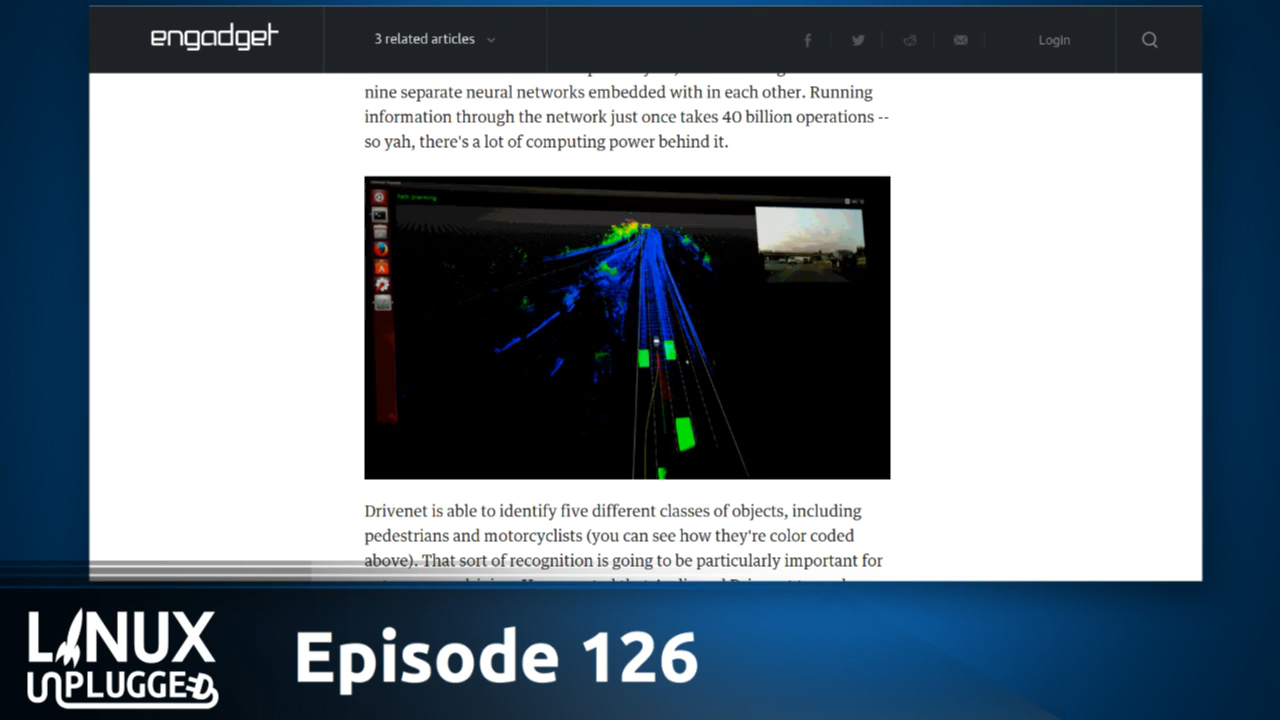 engadget
3 related articles
Login
nine separate neural networks embedded with in each other. Running
information through the network just once takes 40 billion operations --
so yah, there's a lot of computing power behind it.
Drivenet is able to identify five different classes of objects, including
pedestrians and motorcyclists (you can see how they're color coded
above). That sort of recognition is going to be particularly important for
LINUX
UNPLUGGED
Episode 126